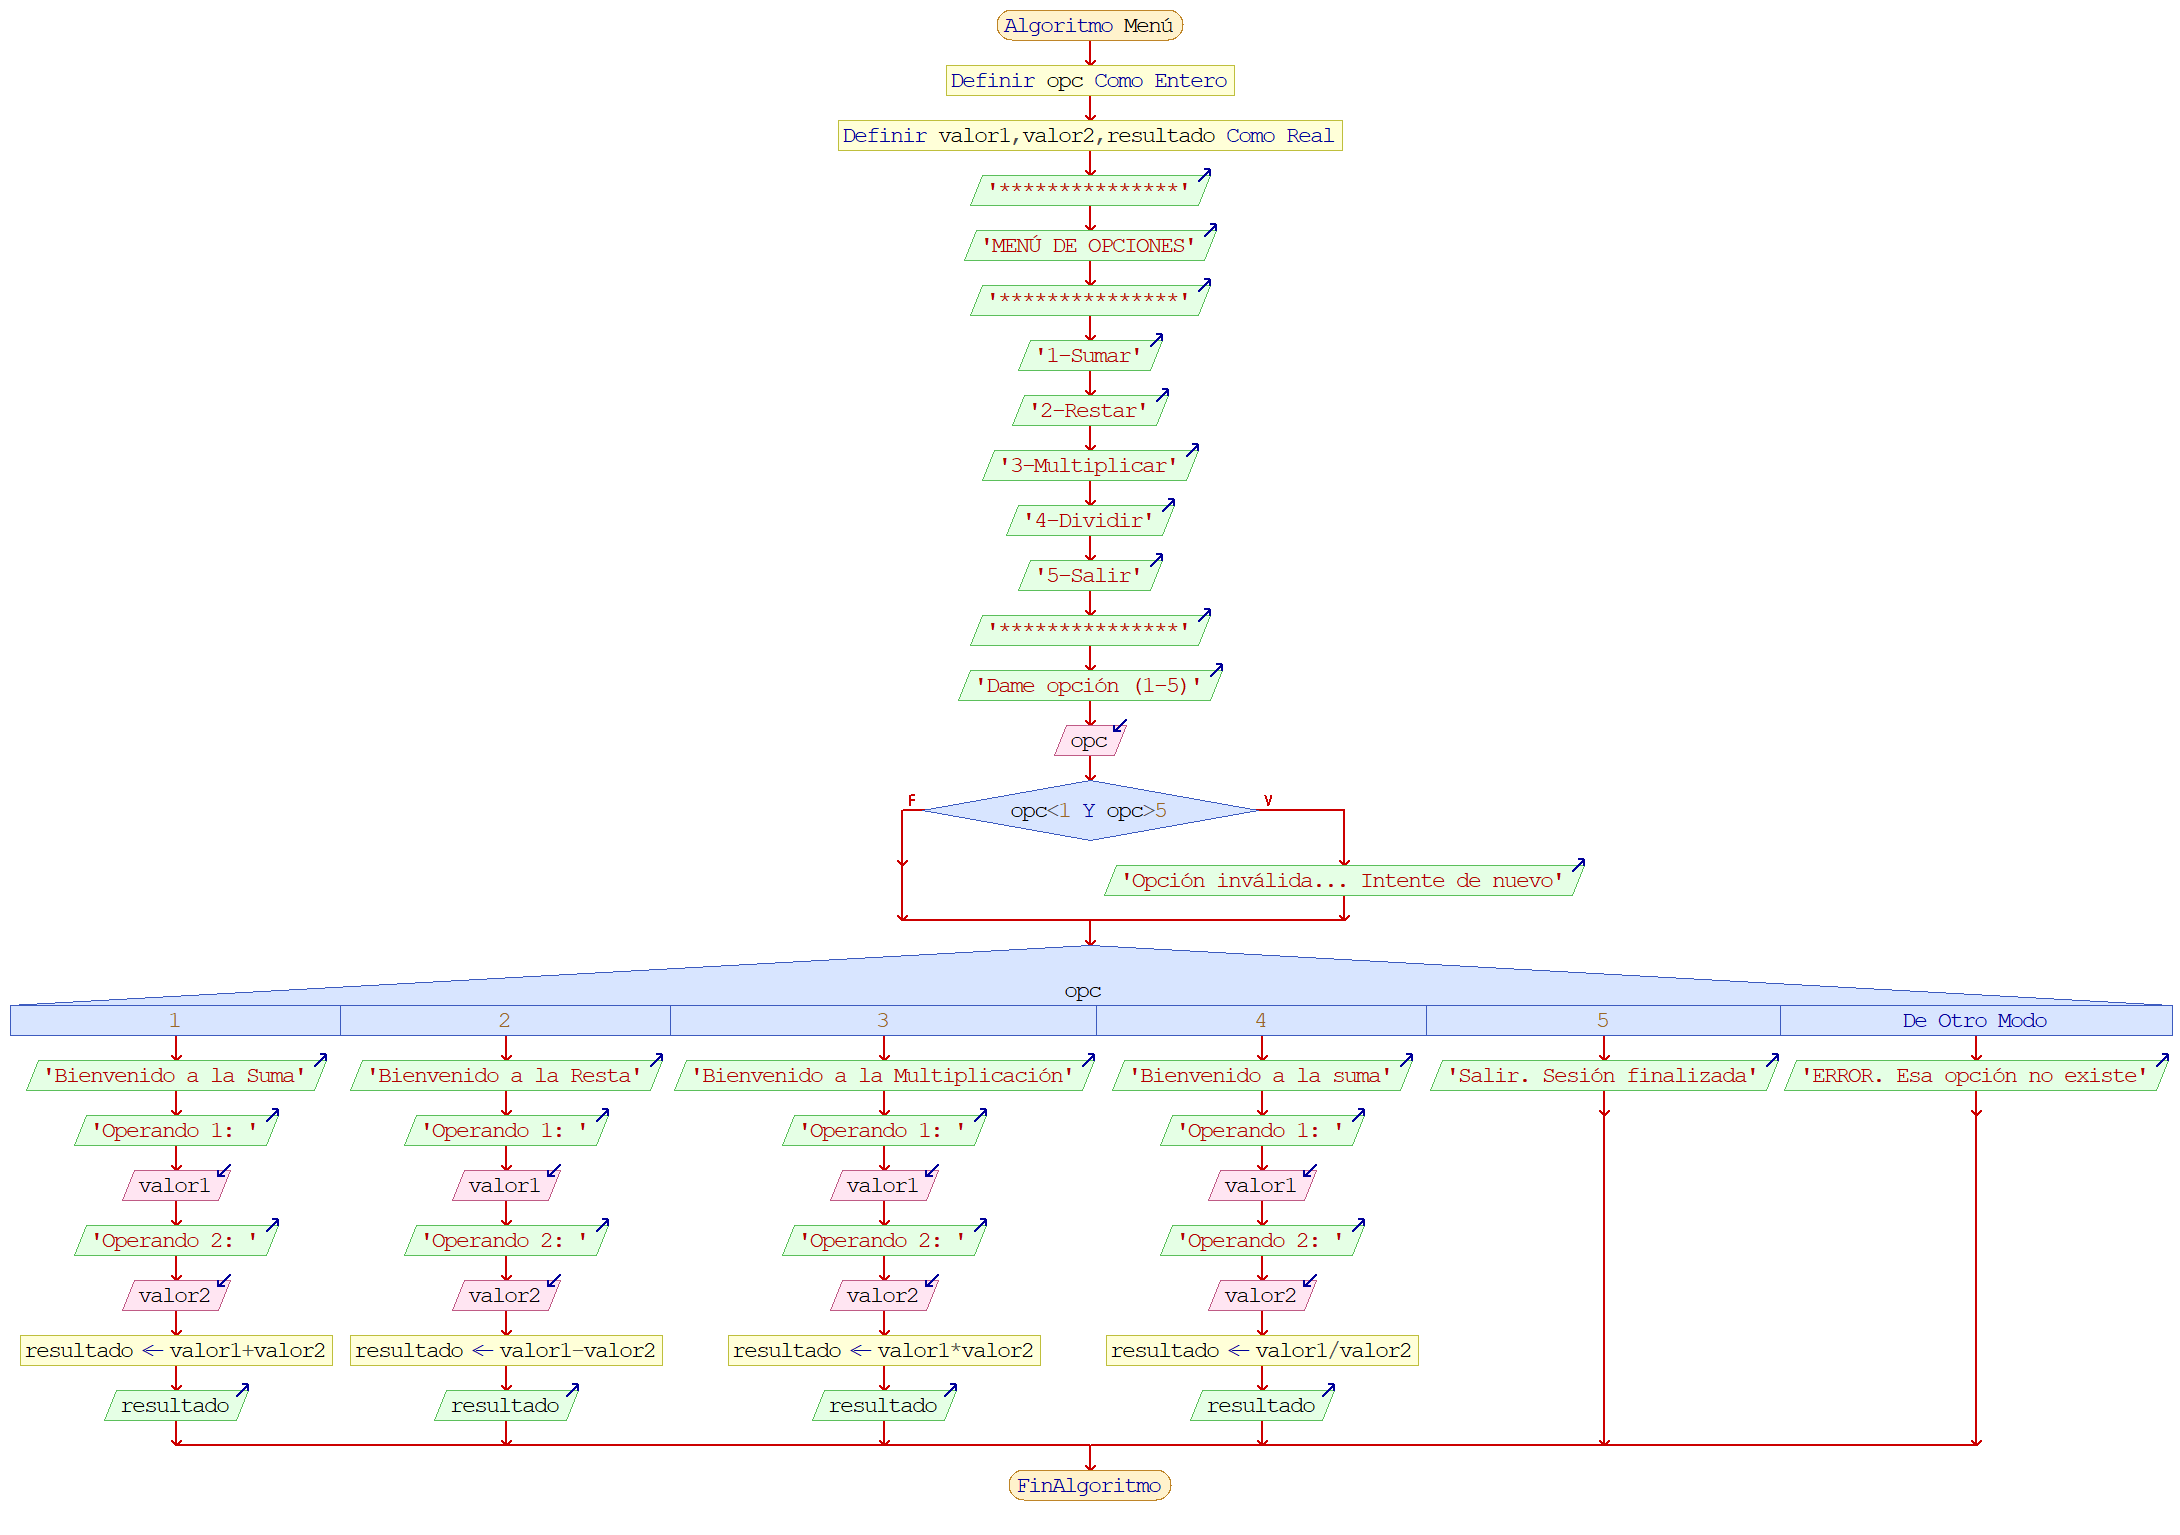 Algoritmo Menú
Definir opc Como Entero
Definir valor1,valor2,resultado Como Real
'***************'
'MENÚ DE OPCIONES'
'***************'
'1-Sumar'
'2-Restar'
'3-Multiplicar'
'4-Dividir'
'5-Salir'
'***************'
'Dame opción (1-5)'
opc
F
opc<1 Y opc>5
V
'Opción inválida... Intente de nuevo'
opc
1
2
3
4
5
De Otro Modo
'Bienvenido a la Suma'
'Operando 1: '
valor1
'Operando 2: '
valor2
resultado ← valor1+valor2
resultado
'Bienvenido a la Resta'
'Operando 1: '
valor1
'Operando 2: '
valor2
resultado ← valor1-valor2
resultado
'Bienvenido a la Multiplicación'
'Operando 1: '
valor1
'Operando 2: '
valor2
resultado ← valor1*valor2
resultado
'Bienvenido a la suma'
'Operando 1: '
valor1
'Operando 2: '
valor2
resultado ← valor1/valor2
resultado
'Salir. Sesión finalizada'
'ERROR. Esa opción no existe'
FinAlgoritmo